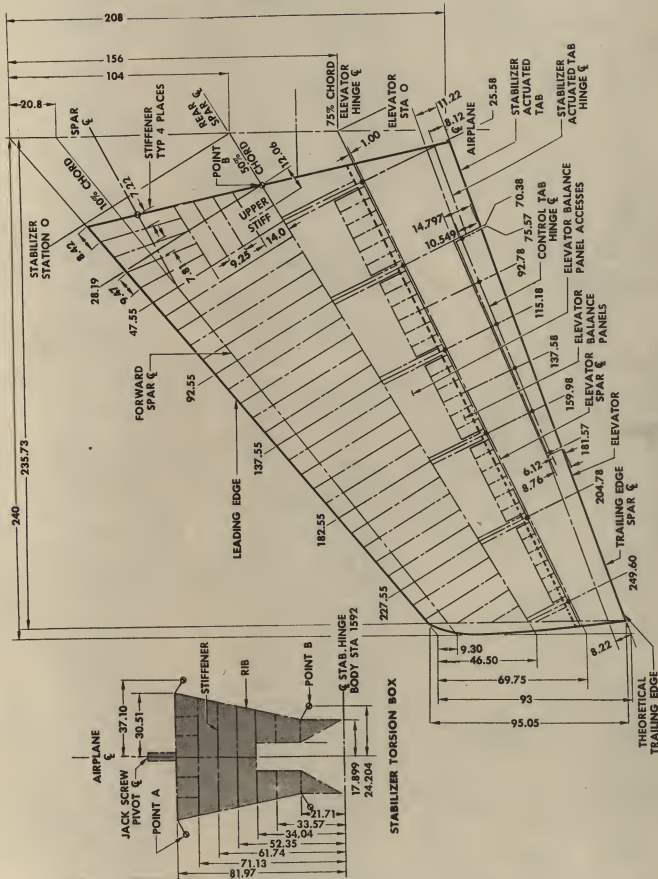 208
156
104
20.8
STABILIZER
STATION O
10% CHORD
SPAR ℄
7.22
STIFFENER
TYP 4 PLACES
REAR
SPAR ℄
POINT
B
50%
CHORD
12.06
75% CHORD
ELEVATOR
HINGE ℄
1.00
ELEVATOR
STA O
11.22
8.12
℄
AIRPLANE
25.58
STABILIZER
ACTUATED
TAB
STABILIZER
ACTUATED TAB
HINGE ℄
8.42
28.19
9.47
47.55
7.81
9.25
UPPER
STIFF
14.0
14.797
10.549
70.38
75.57
CONTROL TAB
HINGE ℄
92.78
ELEVATOR BALANCE
PANEL ACCESSES
115.18
ELEVATOR
BALANCE
PANELS
137.58
ELEVATOR
SPAR ℄
159.98
ELEVATOR
181.57
6.12
8.76
204.78
TRAILING EDGE
SPAR ℄
249.60
FORWARD
SPAR ℄
92.55
137.55
LEADING EDGE
182.55
227.55
235.73
240
9.30
46.50
69.75
93
95.05
8.22
THEORETICAL
TRAILING EDGE
AIRPLANE
℄
37.10
30.51
JACK SCREW
PIVOT ℄
POINT A
STIFFENER
RIB
POINT B
℄ STAB. HINGE
BODY STA 1592
17.899
24.204
21.71
33.57
34.04
52.35
61.74
71.13
81.97
STABILIZER TORSION BOX